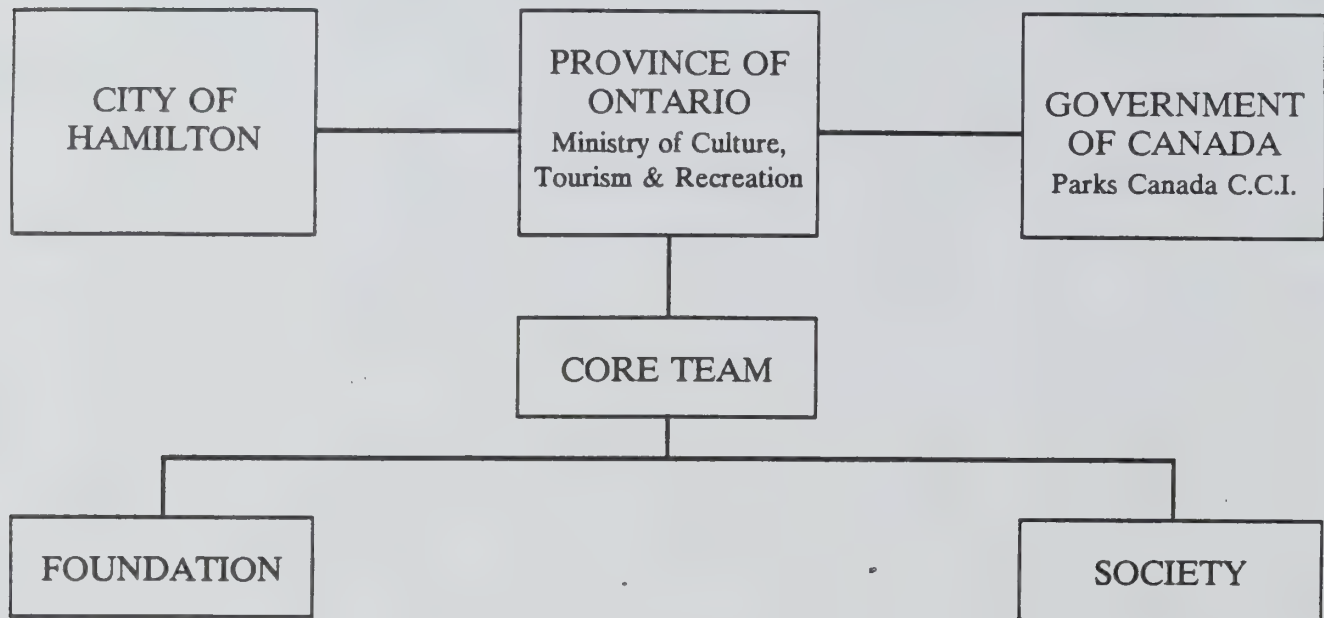 CITY OF
HAMILTON
PROVINCE OF
ONTARIO
Ministry of Culture,
Tourism & Recreation
GOVERNMENT
OF CANADA
Parks Canada C.C.I.
CORE TEAM
FOUNDATION
SOCIETY